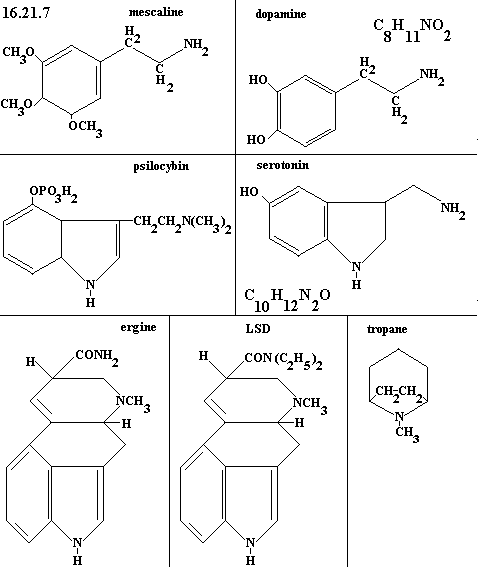 16.21.7
mescaline
CH₃O
CH₃O
OCH₃
H₂
C
C
H₂
NH₂
dopamine
C₈H₁₁NO₂
HO
HO
H₂
C
C
H₂
NH₂
psilocybin
OPO₃H₂
CH₂CH₂N(CH₃)₂
N
H
serotonin
HO
NH₂
N
H
C₁₀H₁₂N₂O
ergine
H
CONH₂
NCH₃
H
N
H
LSD
H
CON(C₂H₅)₂
NCH₃
H
N
H
tropane
CH₂CH₂
N
CH₃